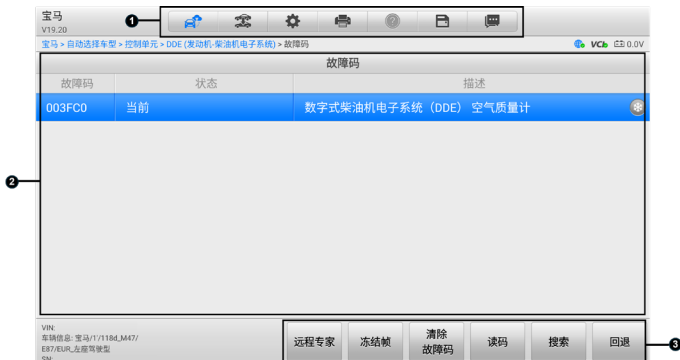 宝马
V19.20
❶
宝马 > 自动选择车型 > 控制单元 > DDE (发动机-柴油机电子系统) > 故障码
VCI 0.0V
故障码
故障码 状态 描述
003FC0 当前 数字式柴油机电子系统（DDE） 空气质量计
❷
VIN:
车辆信息: 宝马/1'/118d_M47/
E87/EUR_左座驾驶型
SN:
远程专家 冻结帧 清除故障码 读码 搜索 回退
❸